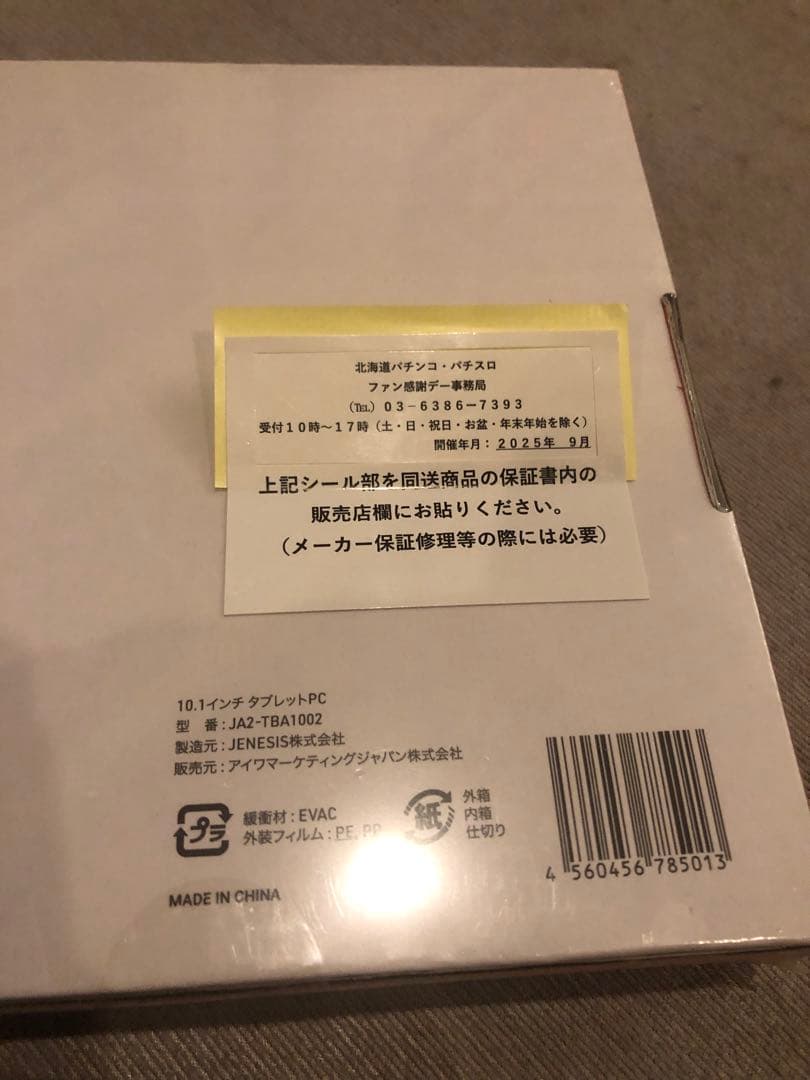 北海道パチンコ・パチスロ
ファン感謝デー事務局
（℡）０３－６３８６－７３９３
受付１０時～１７時（土・日・祝日・お盆・年末年始を除く）
開催年月：２０２５年　９月
上記シール部を同送商品の保証書内の
販売店欄にお貼りください。
（メーカー保証修理等の際には必要）
10.1インチ タブレットPC
型　番：JA2-TBA1002
製造元：JENESIS株式会社
販売元：アイワマーケティングジャパン株式会社
プラ
緩衝材：EVAC
外装フィルム：PE, PP
紙
外箱
内箱
仕切り
MADE IN CHINA
4 560456 785013